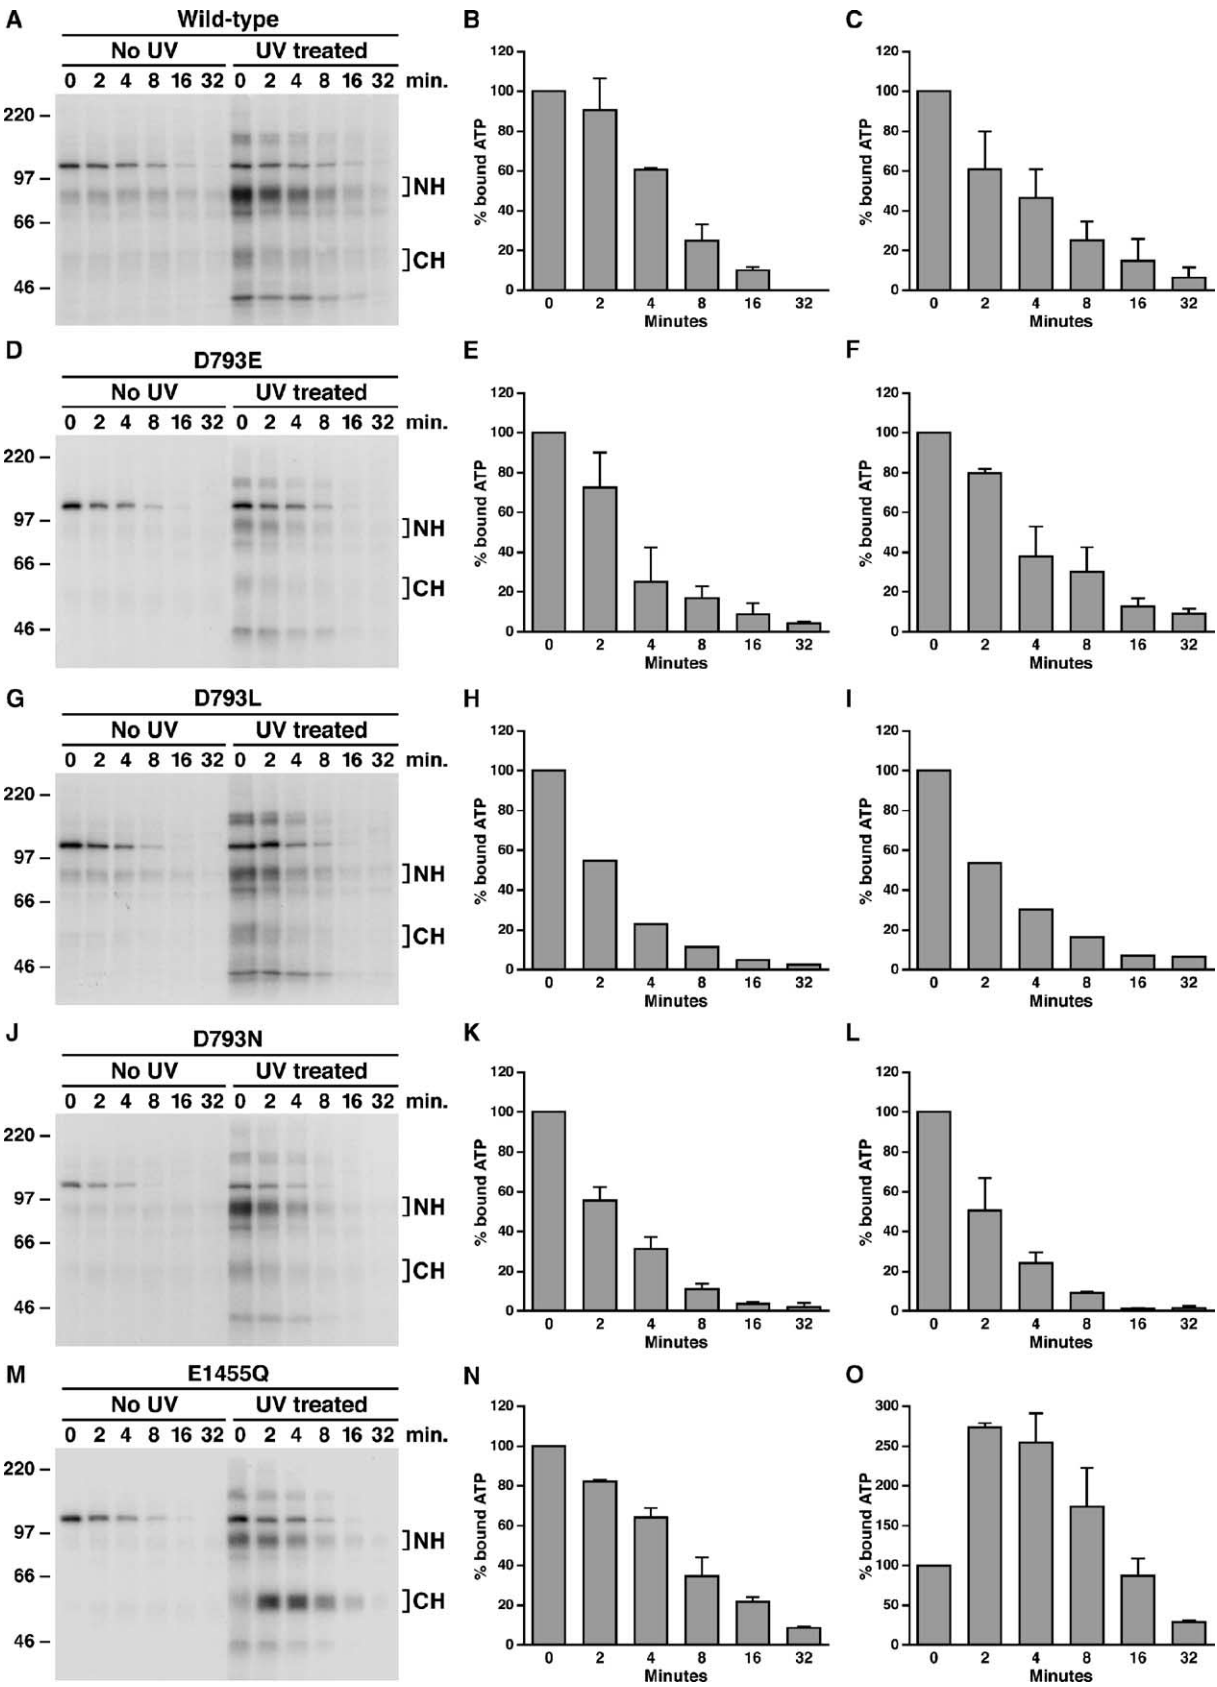 A
Wild-type
No UV UV treated
0 2 4 8 16 32 0 2 4 8 16 32 min.
220
97
66
46
]NH
]CH
B
% bound ATP
120
100
80
60
40
20
0
0 2 4 8 16 32
Minutes
C
% bound ATP
120
100
80
60
40
20
0
0 2 4 8 16 32
Minutes
D
D793E
No UV UV treated
0 2 4 8 16 32 0 2 4 8 16 32 min.
220
97
66
46
]NH
]CH
E
% bound ATP
120
100
80
60
40
20
0
0 2 4 8 16 32
Minutes
F
% bound ATP
120
100
80
60
40
20
0
0 2 4 8 16 32
Minutes
G
D793L
No UV UV treated
0 2 4 8 16 32 0 2 4 8 16 32 min.
220
97
66
46
]NH
]CH
H
% bound ATP
120
100
80
60
40
20
0
0 2 4 8 16 32
Minutes
I
% bound ATP
120
100
80
60
40
20
0
0 2 4 8 16 32
Minutes
J
D793N
No UV UV treated
0 2 4 8 16 32 0 2 4 8 16 32 min.
220
97
66
46
]NH
]CH
K
% bound ATP
120
100
80
60
40
20
0
0 2 4 8 16 32
Minutes
L
% bound ATP
120
100
80
60
40
20
0
0 2 4 8 16 32
Minutes
M
E1455Q
No UV UV treated
0 2 4 8 16 32 0 2 4 8 16 32 min.
220
97
66
46
]NH
]CH
N
% bound ATP
120
100
80
60
40
20
0
0 2 4 8 16 32
Minutes
O
% bound ATP
300
250
200
150
100
50
0
0 2 4 8 16 32
Minutes